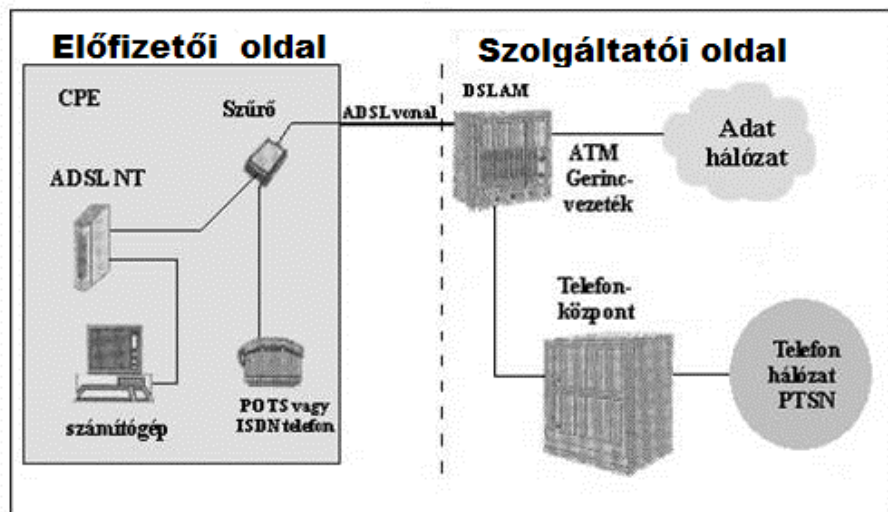 Előfizetői oldal
Szolgáltatói oldal
CPE
Szűrő
ADSL vonal
DSLAM
Adat
hálózat
ATM
Gerinc-
vezeték
ADSL NT
Telefon-
központ
Telefon
hálózat
PTSN
számítógép
POTS vagy
ISDN telefon